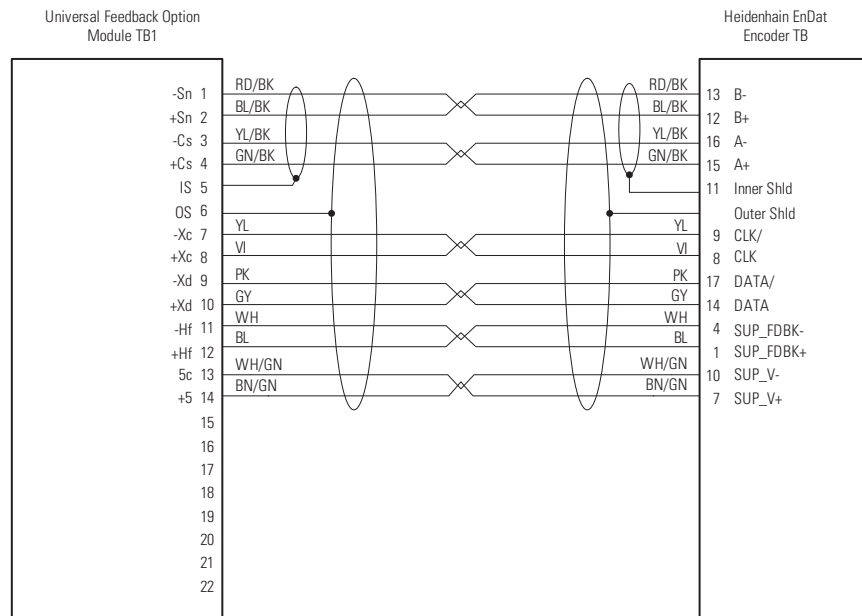 Universal Feedback Option
Module TB1
Heidenhain EnDat
Encoder TB
-Sn 1 RD/BK RD/BK 13 B-
+Sn 2 BL/BK BL/BK 12 B+
-Cs 3 YL/BK YL/BK 16 A-
+Cs 4 GN/BK GN/BK 15 A+
IS 5 11 Inner Shld
OS 6 Outer Shld
-Xc 7 YL YL 9 CLK/
+Xc 8 VI VI 8 CLK
-Xd 9 PK PK 17 DATA/
+Xd 10 GY GY 14 DATA
-Hf 11 WH WH 4 SUP_FDBK-
+Hf 12 BL BL 1 SUP_FDBK+
5c 13 WH/GN WH/GN 10 SUP_V-
+5 14 BN/GN BN/GN 7 SUP_V+
15
16
17
18
19
20
21
22